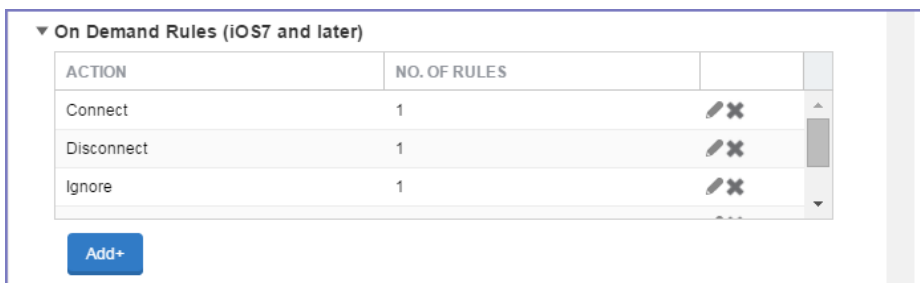 On Demand Rules (iOS7 and later)
ACTION NO. OF RULES
Connect 1
Disconnect 1
Ignore 1
Add+